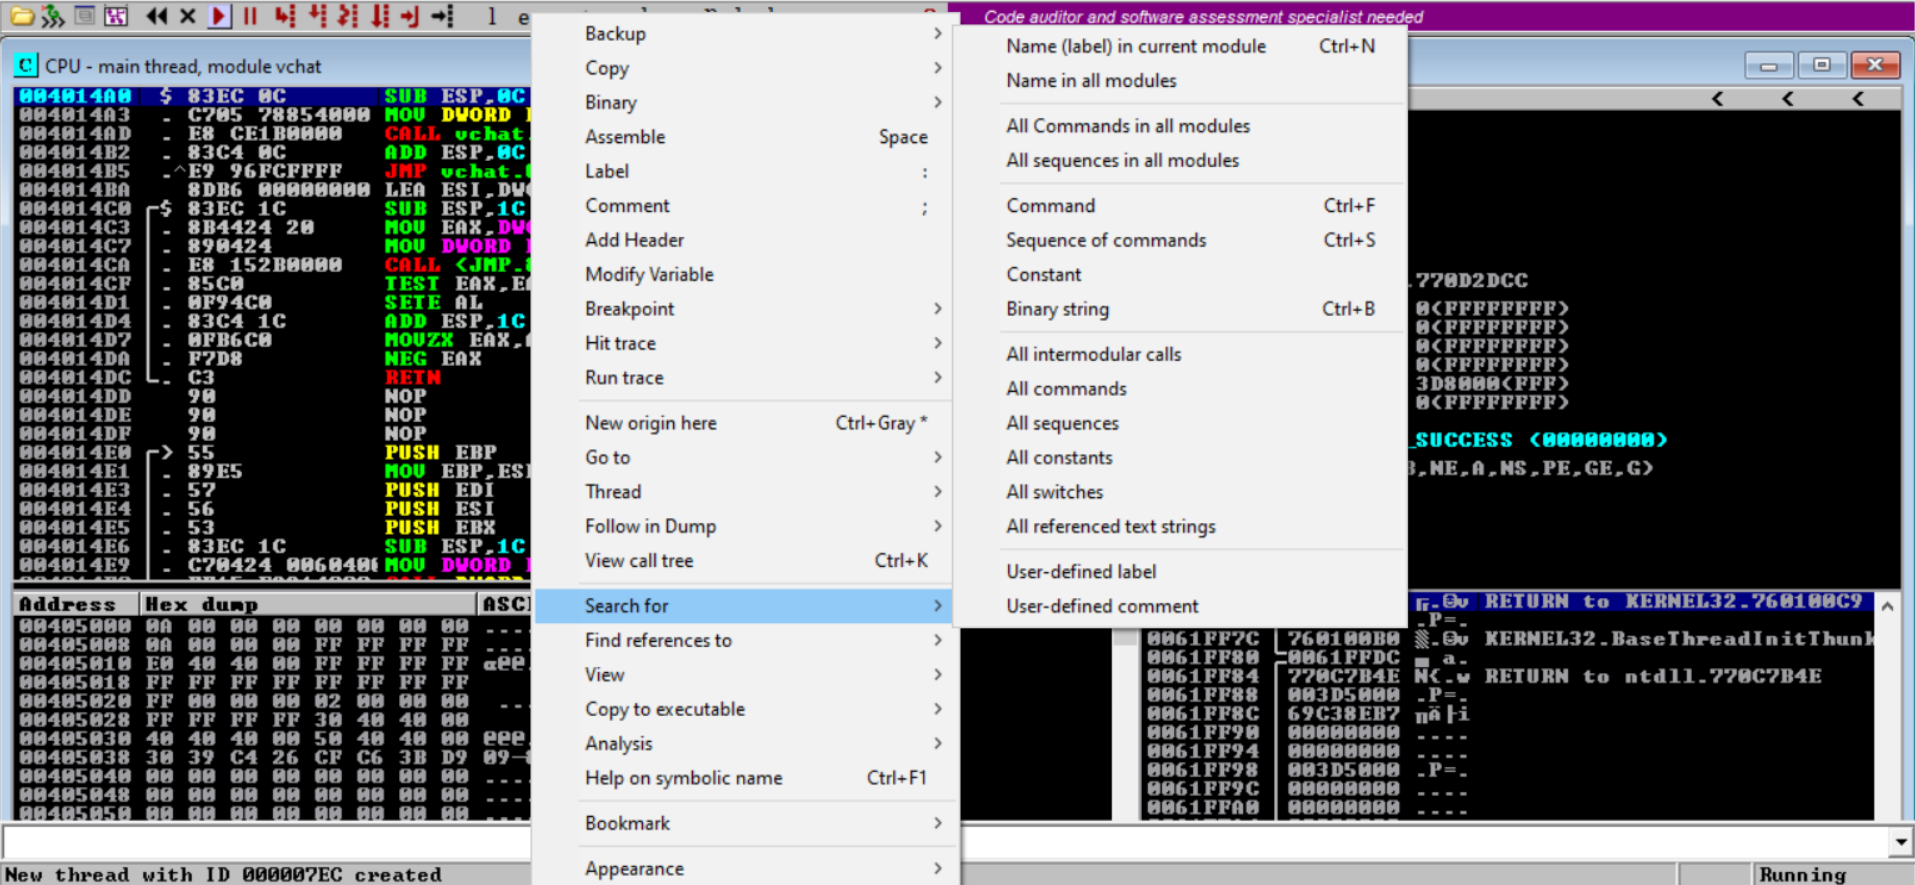 Code auditor and software assessment specialist needed
C CPU - main thread, module vchat
004014A0 $ 83EC 0C SUB ESP,0C
004014A3 . C705 78854000 MOV DWORD
004014AD . E8 CE1B0000 CALL vchat.
004014B2 . 83C4 0C ADD ESP,0C
004014B5 .^E9 96FCFFFF JMP vchat.
004014BA 8DB6 00000000 LEA ESI,DW
004014C0 $ 83EC 1C SUB ESP,1C
004014C3 . 8B4424 20 MOV EAX,DW
004014C7 . 890424 MOV DWORD
004014CA . E8 152B0000 CALL <JMP.
004014CF . 85C0 TEST EAX,E
004014D1 . 0F94C0 SETE AL
004014D4 . 83C4 1C ADD ESP,1C
004014D7 . 0FB6C0 MOVZX EAX,
004014DA . F7D8 NEG EAX
004014DC . C3 RETN
004014DD 90 NOP
004014DE 90 NOP
004014DF 90 NOP
004014E0 > 55 PUSH EBP
004014E1 . 89E5 MOV EBP,ESP
004014E3 . 57 PUSH EDI
004014E4 . 56 PUSH ESI
004014E5 . 53 PUSH EBX
004014E6 . 83EC 1C SUB ESP,1C
004014E9 . C70424 0060400 MOV DWORD
Address Hex dump ASCI
00405000 0A 00 00 00 00 00 00 00 ....
00405008 0A 00 00 00 FF FF FF FF ....
00405010 E0 40 40 00 FF FF FF FF α@@.
00405018 FF FF FF FF FF FF FF FF
00405020 FF 00 00 00 02 00 00 00 ...
00405028 FF FF FF FF 30 40 40 00
00405030 40 40 40 00 50 40 40 00 @@@.
00405038 30 39 C4 26 CF C6 3B D9 09─
00405040 00 00 00 00 00 00 00 00 ....
00405048 00 00 00 00 00 00 00 00 ....
00405050 00 00 00 00 00 00 00 00 ....
Backup >
Copy >
Binary >
Assemble Space
Label :
Comment ;
Add Header
Modify Variable
Breakpoint >
Hit trace >
Run trace >
New origin here Ctrl+Gray *
Go to >
Thread >
Follow in Dump >
View call tree Ctrl+K
Search for >
Find references to >
View >
Copy to executable >
Analysis >
Help on symbolic name Ctrl+F1
Bookmark >
Appearance >
Name (label) in current module Ctrl+N
Name in all modules
All Commands in all modules
All sequences in all modules
Command Ctrl+F
Sequence of commands Ctrl+S
Constant
Binary string Ctrl+B
All intermodular calls
All commands
All sequences
All constants
All switches
All referenced text strings
User-defined label
User-defined comment
< < <
.770D2DCC
0(FFFFFFFF)
0(FFFFFFFF)
0(FFFFFFFF)
0(FFFFFFFF)
3D8000(FFF)
0(FFFFFFFF)
_SUCCESS (00000000)
,NE,A,NS,PE,GE,G)
RETURN to KERNEL32.760100C9
.P=.
0061FF7C 760100B0 KERNEL32.BaseThreadInitThunk
0061FF80 0061FFDC ▄ a.
0061FF84 770C7B4E N{.w RETURN to ntdll.770C7B4E
0061FF88 003D5000 .P=.
0061FF8C 69C38EB7
0061FF90 00000000 ....
0061FF94 00000000 ....
0061FF98 003D5000 .P=.
0061FF9C 00000000 ....
0061FFA0 00000000 ....
New thread with ID 000007EC created
Running